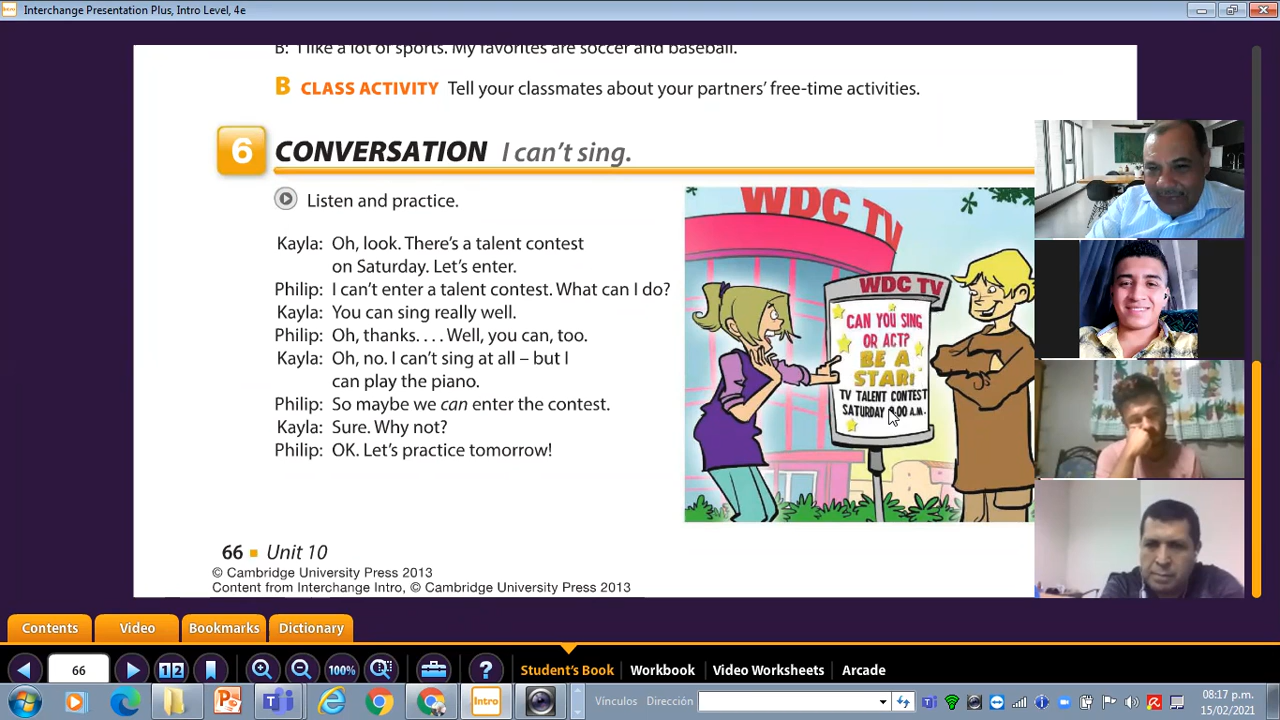 Interchange Presentation Plus, Intro Level, 4e
B: I like a lot of sports. My favorites are soccer and baseball.
B CLASS ACTIVITY Tell your classmates about your partners' free-time activities.
6 CONVERSATION I can't sing.
Listen and practice.
Kayla: Oh, look. There's a talent contest
on Saturday. Let's enter.
Philip: I can't enter a talent contest. What can I do?
Kayla: You can sing really well.
Philip: Oh, thanks. . . . Well, you can, too.
Kayla: Oh, no. I can't sing at all – but I
can play the piano.
Philip: So maybe we can enter the contest.
Kayla: Sure. Why not?
Philip: OK. Let's practice tomorrow!
WDC TV
WDC TV
CAN YOU SING
OR ACT?
BE A
STAR!
TV TALENT CONTEST
SATURDAY :00 A.M.
66 Unit 10
© Cambridge University Press 2013
Content from Interchange Intro, © Cambridge University Press 2013
Contents Video Bookmarks Dictionary
66 12 100% ? Student's Book Workbook Video Worksheets Arcade
Intro Vínculos Dirección 08:17 p.m.
15/02/2021